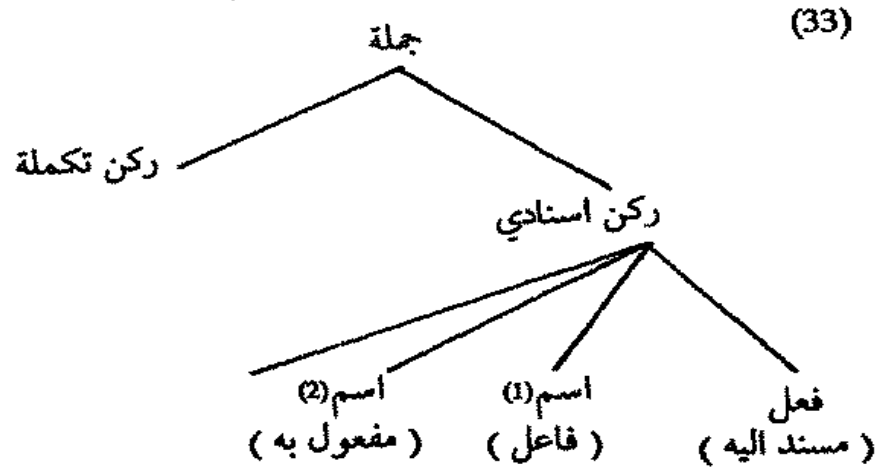 (33)
جملة
ركن اسنادي ركن تكملة
فعل اسم(1) اسم(2)
( مسند اليه ) ( فاعل ) ( مفعول به )